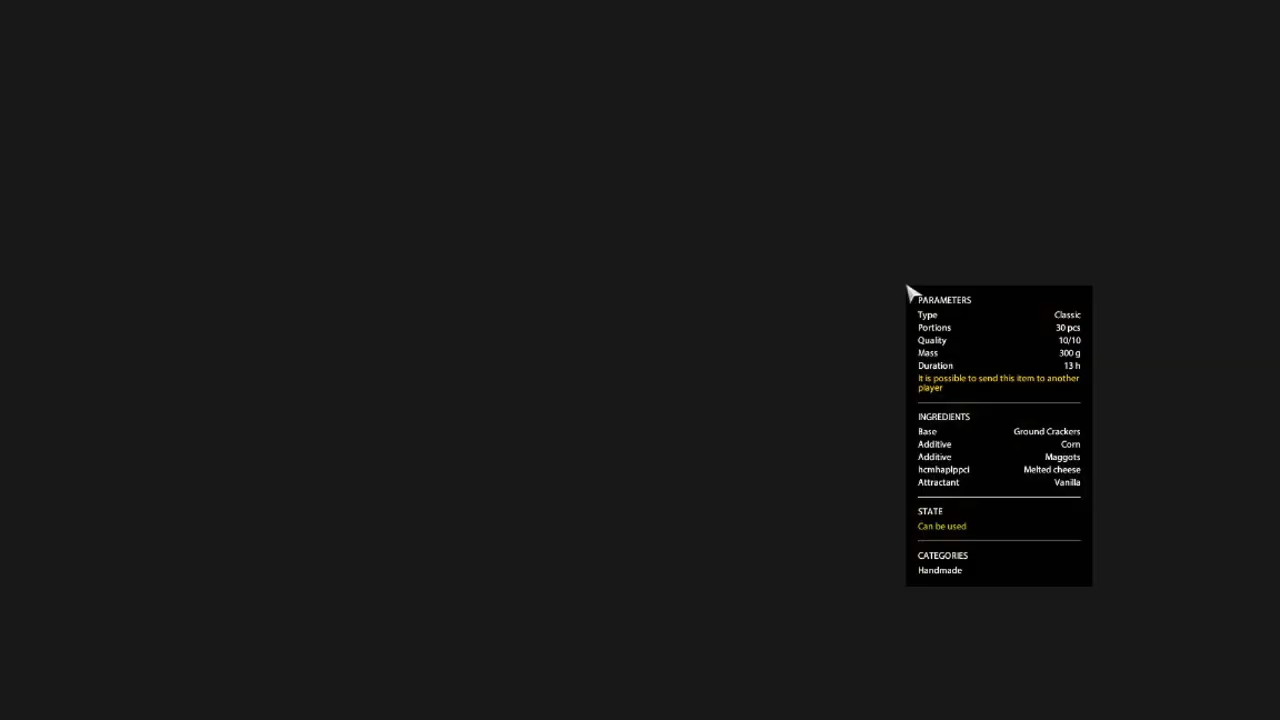 PARAMETERS
Type Classic
Portions 30 pcs
Quality 10/10
Mass 300 g
Duration 13 h
It is possible to send this item to another
player
INGREDIENTS
Base Ground Crackers
Additive Corn
Additive Maggots
hcmhaplppci Melted cheese
Attractant Vanilla
STATE
Can be used
CATEGORIES
Handmade